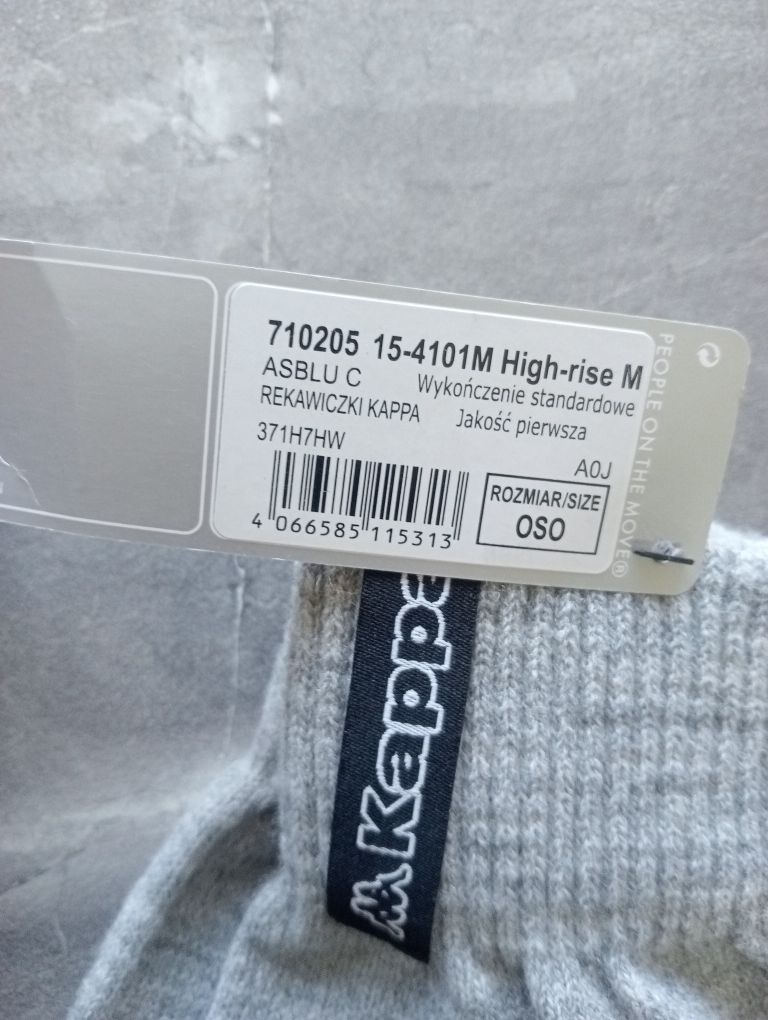 710205 15-4101M High-rise M
ASBLU C Wykończenie standardowe
REKAWICZKI KAPPA Jakość pierwsza
371H7HW
A0J
4 066585 115313
ROZMIAR/SIZE
OSO
PEOPLE ON THE MOVE®
Kappa